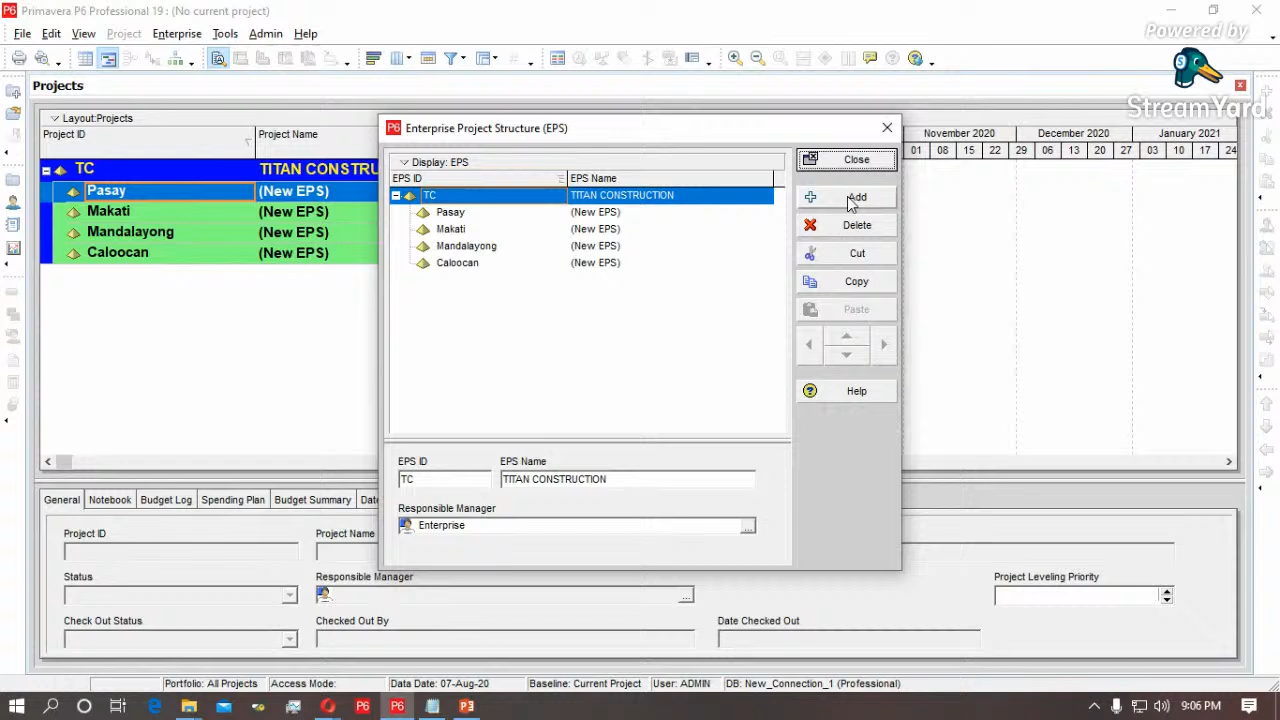 P6 Primavera P6 Professional 19 : (No current project)
Powered by
File Edit View Project Enterprise Tools Admin Help
StreamYard
Projects
Layout:Projects
Project ID Project Name
November 2020 December 2020 January 2021
01 08 15 22 29 06 13 20 27 03 10 17 24
TC TITAN CONSTRU
Pasay (New EPS)
Makati (New EPS)
Mandalayong (New EPS)
Caloocan (New EPS)
P6 Enterprise Project Structure (EPS)
Display: EPS
EPS ID EPS Name
TC TITAN CONSTRUCTION
Pasay (New EPS)
Makati (New EPS)
Mandalayong (New EPS)
Caloocan (New EPS)
Close
Add
Delete
Cut
Copy
Paste
Help
EPS ID EPS Name
TC TITAN CONSTRUCTION
Responsible Manager
Enterprise
General Notebook Budget Log Spending Plan Budget Summary Dat
Project ID Project Name
Status Responsible Manager Project Leveling Priority
Check Out Status Checked Out By Date Checked Out
Portfolio: All Projects Access Mode: Data Date: 07-Aug-20 Baseline: Current Project User: ADMIN DB: New_Connection_1 (Professional)
P6 P6 9:06 PM